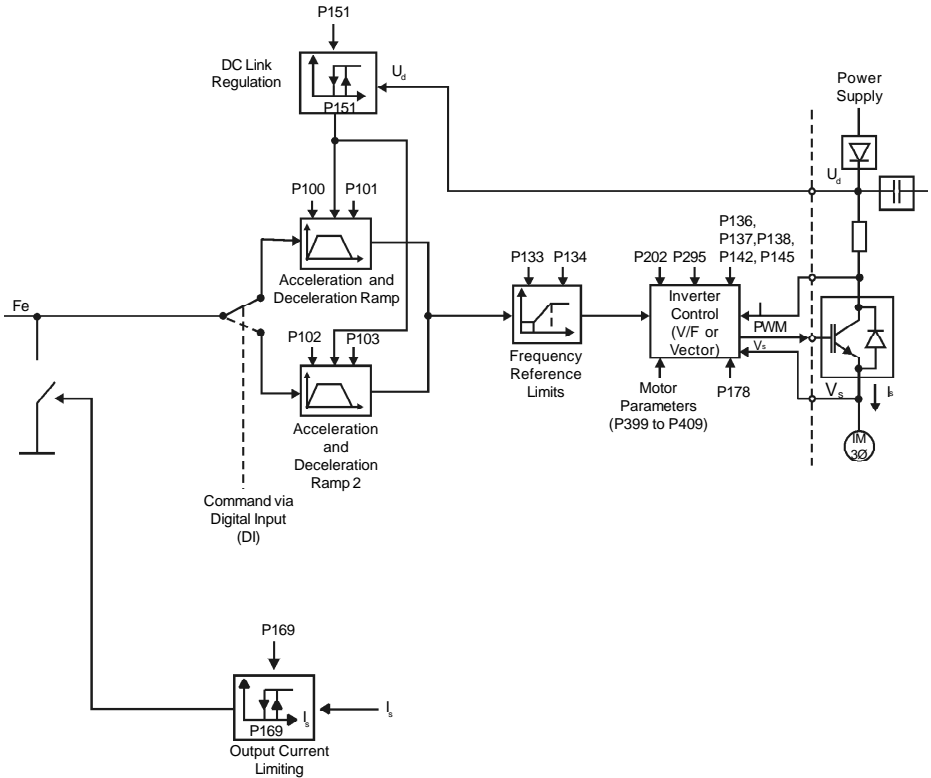 P151
DC Link
Regulation
Ud
P151
Power
Supply
Ud
P100
P101
P136,
P137,P138,
P142, P145
P133
P134
P202
P295
Acceleration and
Deceleration Ramp
Fe
Inverter
Control
(V/F or
Vector)
I
PWM
Vs
P102
P103
Frequency
Reference
Limits
Motor
Parameters
(P399 to P409)
P178
Vs
Is
IM
3Ø
Acceleration
and
Deceleration
Ramp 2
Command via
Digital Input
(DI)
P169
Is
P169
Is
Output Current
Limiting